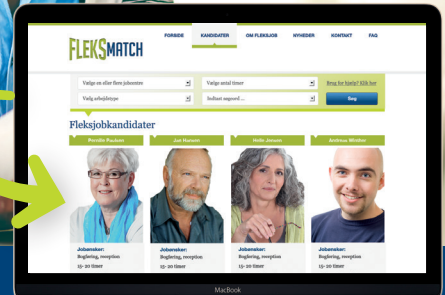 FLEKSMATCH
FORSIDE KANDIDATER OM FLEKSJOB NYHEDER KONTAKT FAQ
Vælge en eller flere jobcentre Vælge antal timer Brug for hjælp? Klik her
Vælg arbejdstype Indtast søgeord ... Søg
Fleksjobkandidater
Pernille Paulsen Jan Hansen Helle Jensen Andreas Winther
Jobønsker: Jobønsker: Jobønsker: Jobønsker:
Bogføring, reception Bogføring, reception Bogføring, reception Bogføring, reception
15- 20 timer 15- 20 timer 15- 20 timer 15- 20 timer
MacBook